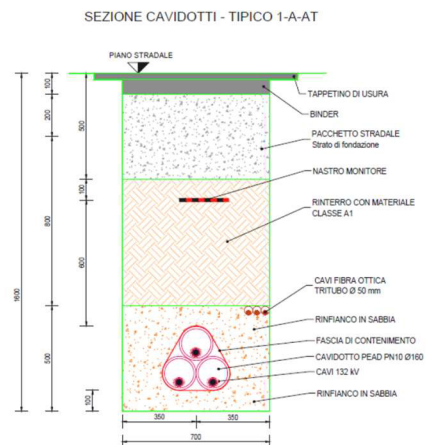 SEZIONE CAVIDOTTI - TIPICO 1-A-AT
PIANO STRADALE
TAPPETINO DI USURA
BINDER
PACCHETTO STRADALE
Strato di fondazione
NASTRO MONITORE
RINTERRO CON MATERIALE
CLASSE A1
CAVI FIBRA OTTICA
TRITUBO Ø 50 mm
RINFIANCO IN SABBIA
FASCIA DI CONTENIMENTO
CAVIDOTTO PEAD PN10 Ø160
CAVI 132 kV
RINFIANCO IN SABBIA
1600
100
200
800
500
500
100
600
100
350
350
700